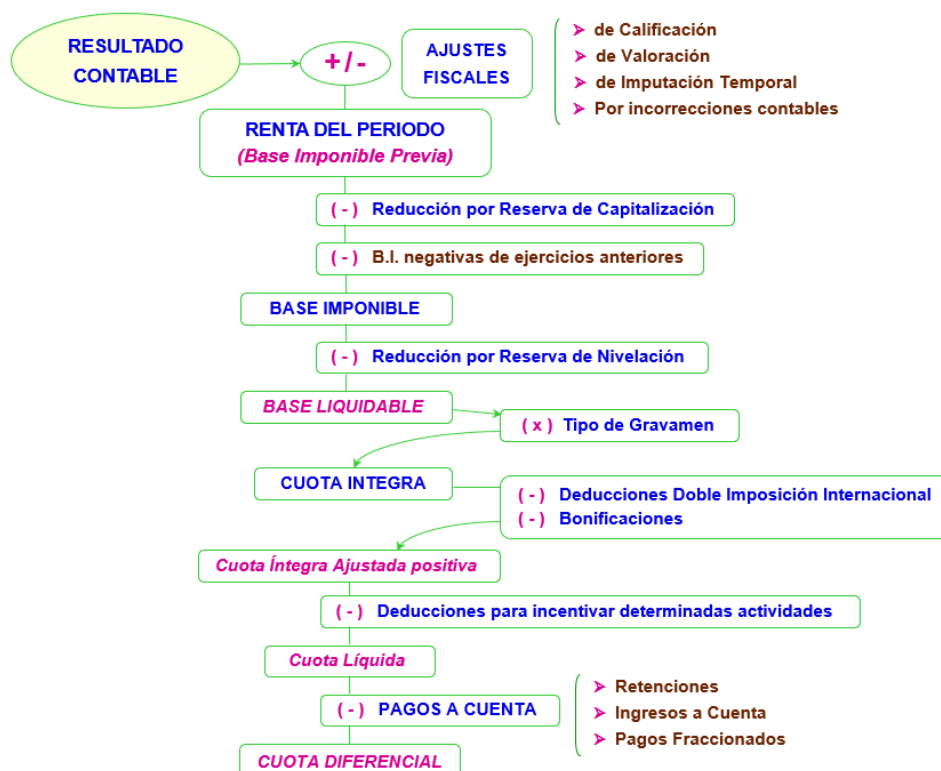 RESULTADO
CONTABLE
+ / -
AJUSTES
FISCALES
de Calificación
de Valoración
de Imputación Temporal
Por incorrecciones contables
RENTA DEL PERIODO
(Base Imponible Previa)
( - ) Reducción por Reserva de Capitalización
( - ) B.I. negativas de ejercicios anteriores
BASE IMPONIBLE
( - ) Reducción por Reserva de Nivelación
BASE LIQUIDABLE
( x ) Tipo de Gravamen
CUOTA INTEGRA
( - ) Deducciones Doble Imposición Internacional
( - ) Bonificaciones
Cuota Íntegra Ajustada positiva
( - ) Deducciones para incentivar determinadas actividades
Cuota Líquida
( - ) PAGOS A CUENTA
Retenciones
Ingresos a Cuenta
Pagos Fraccionados
CUOTA DIFERENCIAL